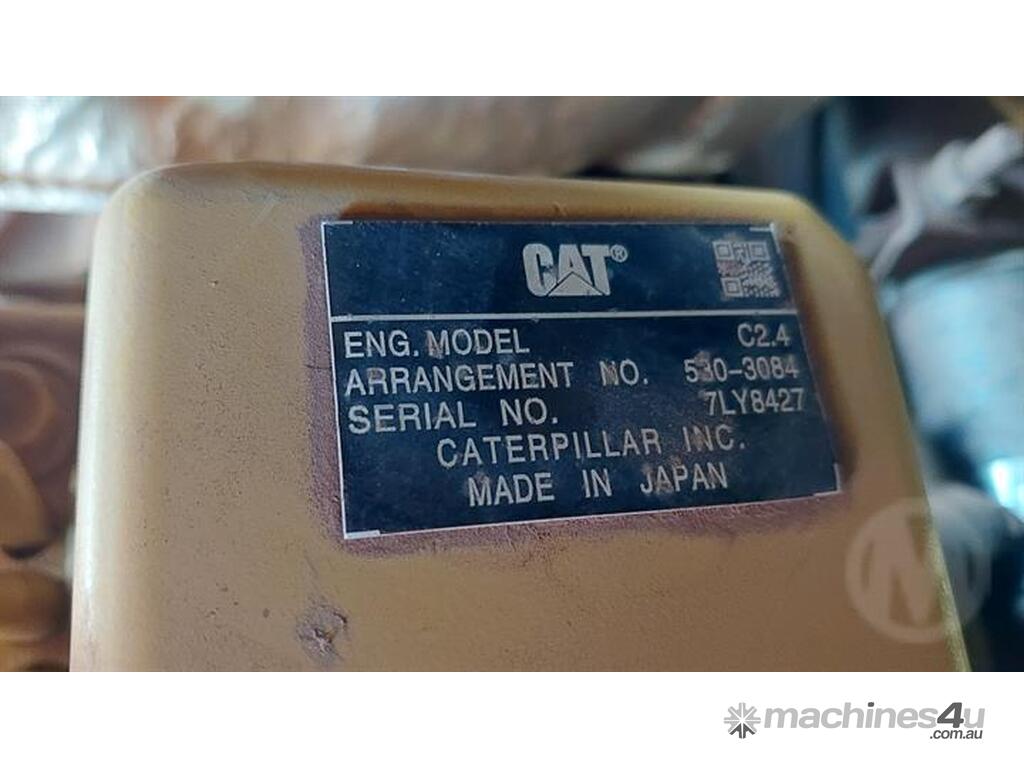 CAT®
ENG. MODEL C2.4
ARRANGEMENT NO. 530-3084
SERIAL NO. 7LY8427
CATERPILLAR INC.
MADE IN JAPAN
M
machines4u
.com.au